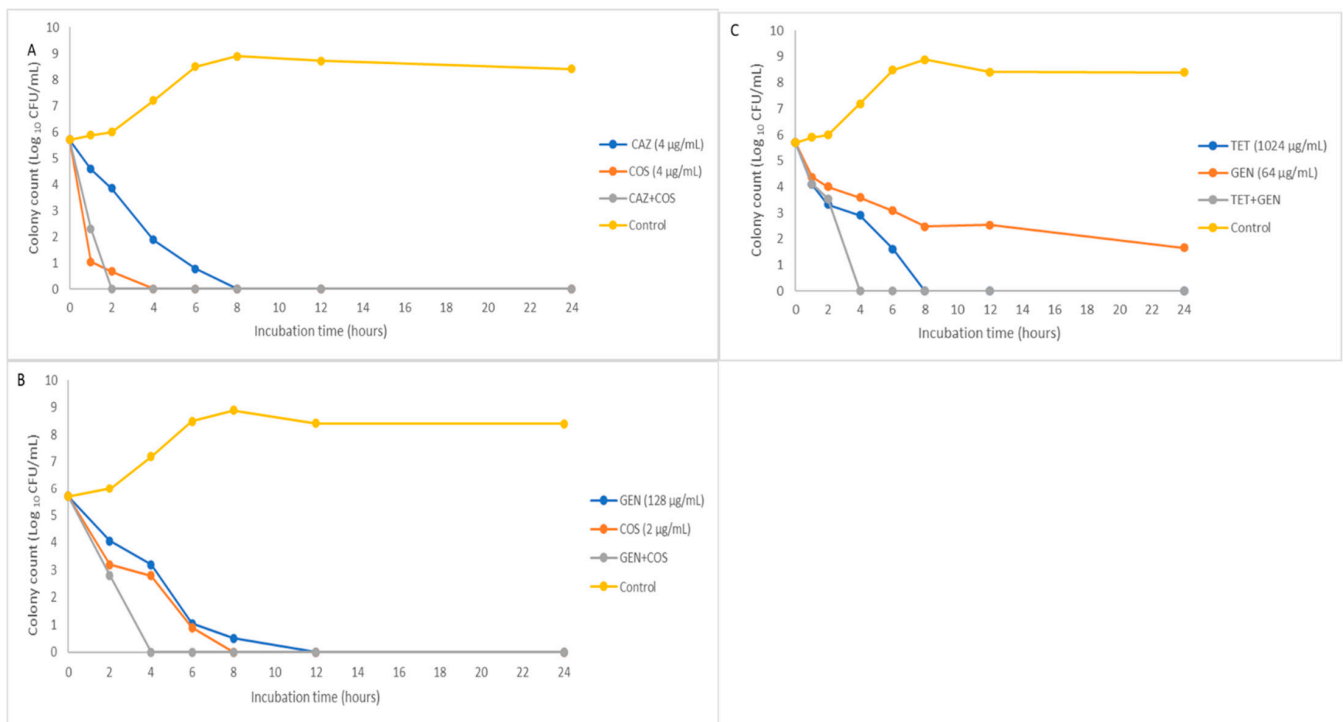 A
Colony count (Log 10 CFU/mL)
10
9
8
7
6
5
4
3
2
1
0
0 2 4 6 8 10 12 14 16 18 20 22 24
Incubation time (hours)
CAZ (4 µg/mL)
COS (4 µg/mL)
CAZ+COS
Control
C
Colony count (Log 10 CFU/mL)
10
9
8
7
6
5
4
3
2
1
0
0 2 4 6 8 10 12 14 16 18 20 22 24
Incubation time (hours)
TET (1024 µg/mL)
GEN (64 µg/mL)
TET+GEN
Control
B
Colony count (Log 10 CFU/mL)
10
9
8
7
6
5
4
3
2
1
0
0 2 4 6 8 10 12 14 16 18 20 22 24
Incubation time (hours)
GEN (128 µg/mL)
COS (2 µg/mL)
GEN+COS
Control